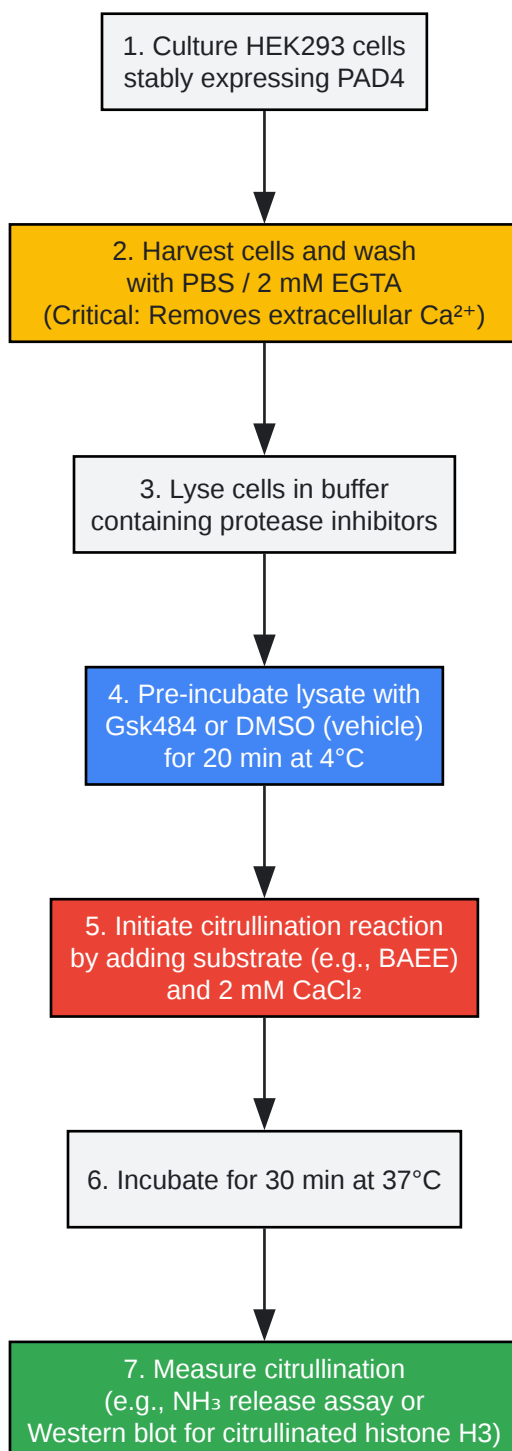 1. Culture HEK293 cells
stably expressing PAD4
2. Harvest cells and wash
with PBS / 2 mM EGTA
(Critical: Removes extracellular Ca²⁺)
3. Lyse cells in buffer
containing protease inhibitors
4. Pre-incubate lysate with
Gsk484 or DMSO (vehicle)
for 20 min at 4°C
5. Initiate citrullination reaction
by adding substrate (e.g., BAEE)
and 2 mM CaCl₂
6. Incubate for 30 min at 37°C
7. Measure citrullination
(e.g., NH₃ release assay or
Western blot for citrullinated histone H3)